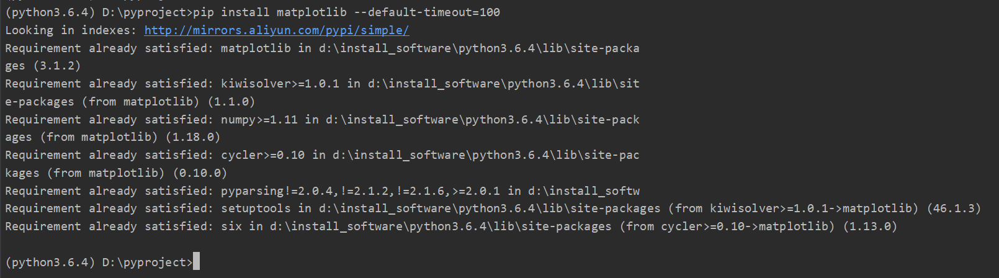 (python3.6.4) D:\pyproject>pip install matplotlib --default-timeout=100
Looking in indexes: http://mirrors.aliyun.com/pypi/simple/
Requirement already satisfied: matplotlib in d:\install_software\python3.6.4\lib\site-packa
ges (3.1.2)
Requirement already satisfied: kiwisolver>=1.0.1 in d:\install_software\python3.6.4\lib\sit
e-packages (from matplotlib) (1.1.0)
Requirement already satisfied: numpy>=1.11 in d:\install_software\python3.6.4\lib\site-pack
ages (from matplotlib) (1.18.0)
Requirement already satisfied: cycler>=0.10 in d:\install_software\python3.6.4\lib\site-pac
kages (from matplotlib) (0.10.0)
Requirement already satisfied: pyparsing!=2.0.4,!=2.1.2,!=2.1.6,>=2.0.1 in d:\install_softw
Requirement already satisfied: setuptools in d:\install_software\python3.6.4\lib\site-packages (from kiwisolver>=1.0.1->matplotlib) (46.1.3)
Requirement already satisfied: six in d:\install_software\python3.6.4\lib\site-packages (from cycler>=0.10->matplotlib) (1.13.0)
(python3.6.4) D:\pyproject>